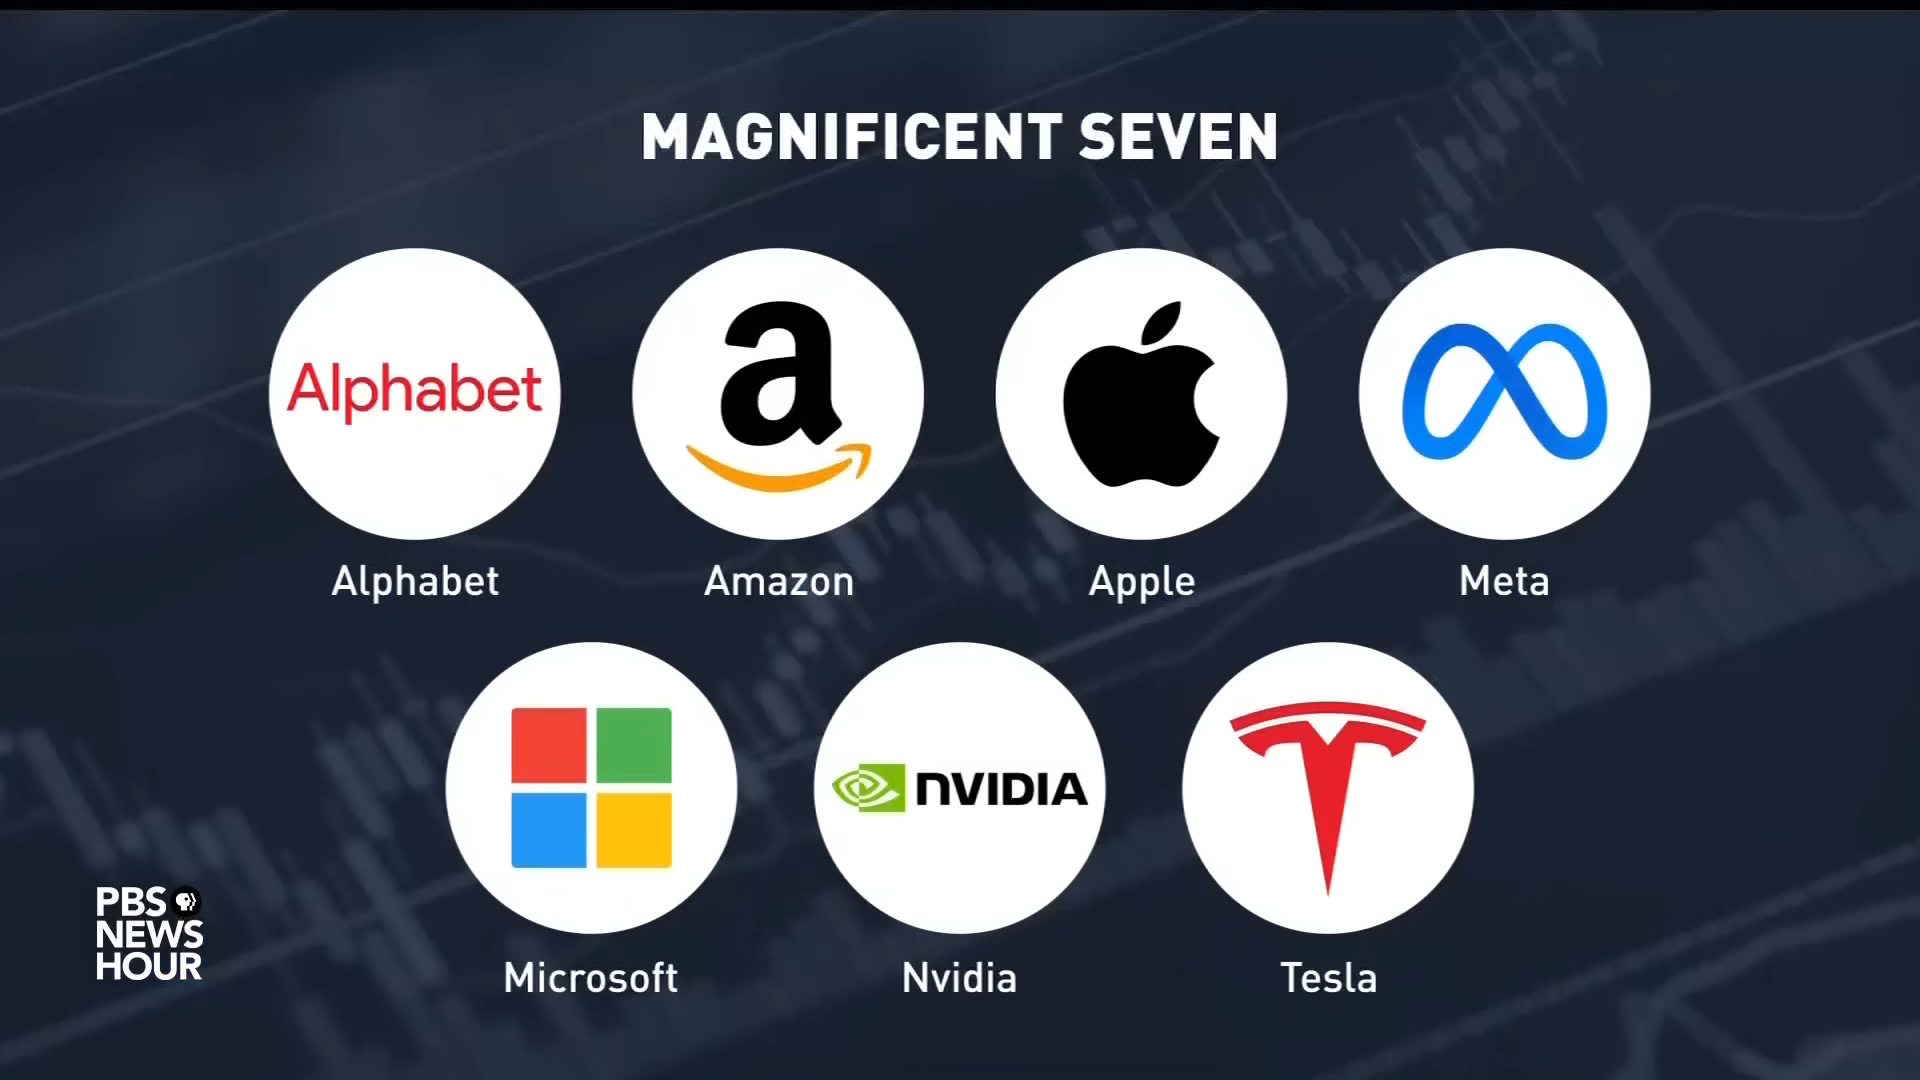 MAGNIFICENT SEVEN
Alphabet
a
Alphabet
Amazon
Apple
Meta
NVIDIA
Microsoft
Nvidia
Tesla
PBS
NEWS
HOUR